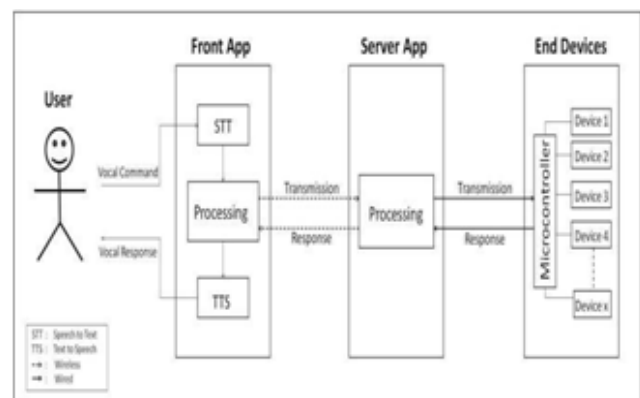 Front App
Server App
End Devices
User
STT
Device 1
Device 2
Vocal Command
Transmission
Transmission
Device 3
Processing
Processing
Microcontroller
Response
Response
Device 4
Vocal Response
TTS
Device x
STT : Speech to Text
TTS : Text to Speech
: Wireless
: Wired